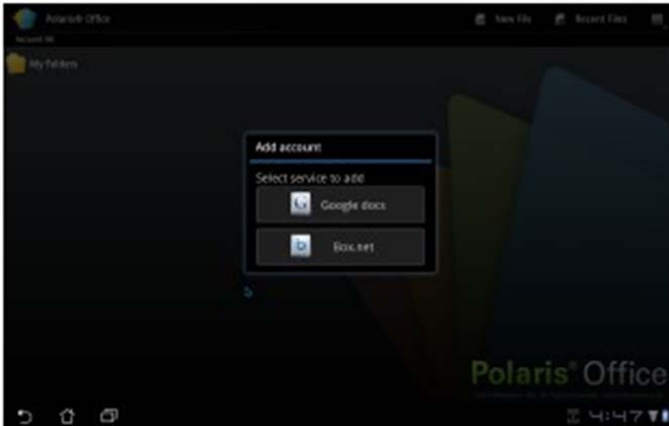 Polaris® Office
New File
Recent Files
My folders
Add account
Select service to add
Google docs
Box.net
Polaris® Office
4:47